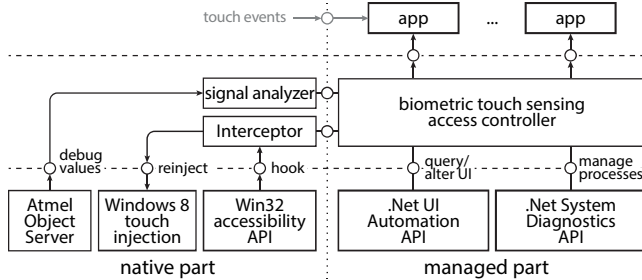 touch events
app
...
app
signal analyzer
Interceptor
biometric touch sensing
access controller
debug
values
reinject
hook
query/
alter UI
manage
processes
Atmel
Object
Server
Windows 8
touch
injection
Win32
accessibility
API
.Net UI
Automation
API
.Net System
Diagnostics
API
native part
managed part